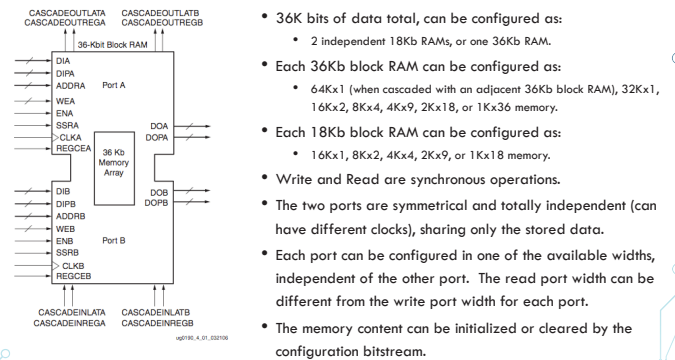 CASCADEOUTLATA CASCADEOUTLATB
CASCADEOUTREGA CASCADEOUTREGB
36-Kbit Block RAM
DIA
DIPA
ADDRA
Port A
WEA
ENA
SSRA
CLKA
REGCEA
DOA
DOPA
36 Kb
Memory
Array
DIB
DIPB
ADDRB
WEB
ENB
Port B
SSRB
CLKB
REGCEB
DOB
DOPB
CASCADEINLATA CASCADEINLATB
CASCADEINREGA CASCADEINREGB
ug0190_4_01_032106
• 36K bits of data total, can be configured as:
• 2 independent 18Kb RAMs, or one 36Kb RAM.
• Each 36Kb block RAM can be configured as:
• 64Kx1 (when cascaded with an adjacent 36Kb block RAM), 32Kx1,
16Kx2, 8Kx4, 4Kx9, 2Kx18, or 1Kx36 memory.
• Each 18Kb block RAM can be configured as:
• 16Kx1, 8Kx2, 4Kx4, 2Kx9, or 1Kx18 memory.
• Write and Read are synchronous operations.
• The two ports are symmetrical and totally independent (can
have different clocks), sharing only the stored data.
• Each port can be configured in one of the available widths,
independent of the other port. The read port width can be
different from the write port width for each port.
• The memory content can be initialized or cleared by the
configuration bitstream.